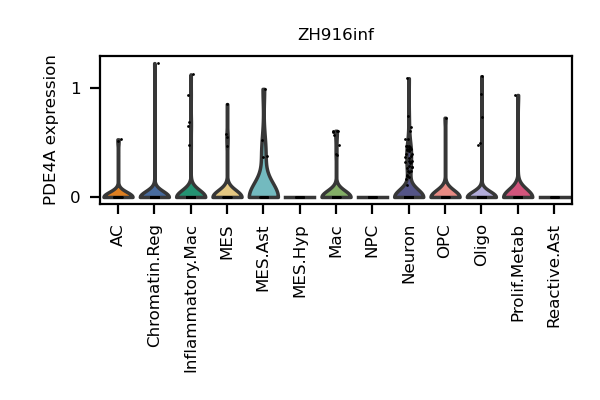 ZH916inf
PDE4A expression
1
0
AC
Chromatin.Reg
Inflammatory.Mac
MES
MES.Ast
MES.Hyp
Mac
NPC
Neuron
OPC
Oligo
Prolif.Metab
Reactive.Ast